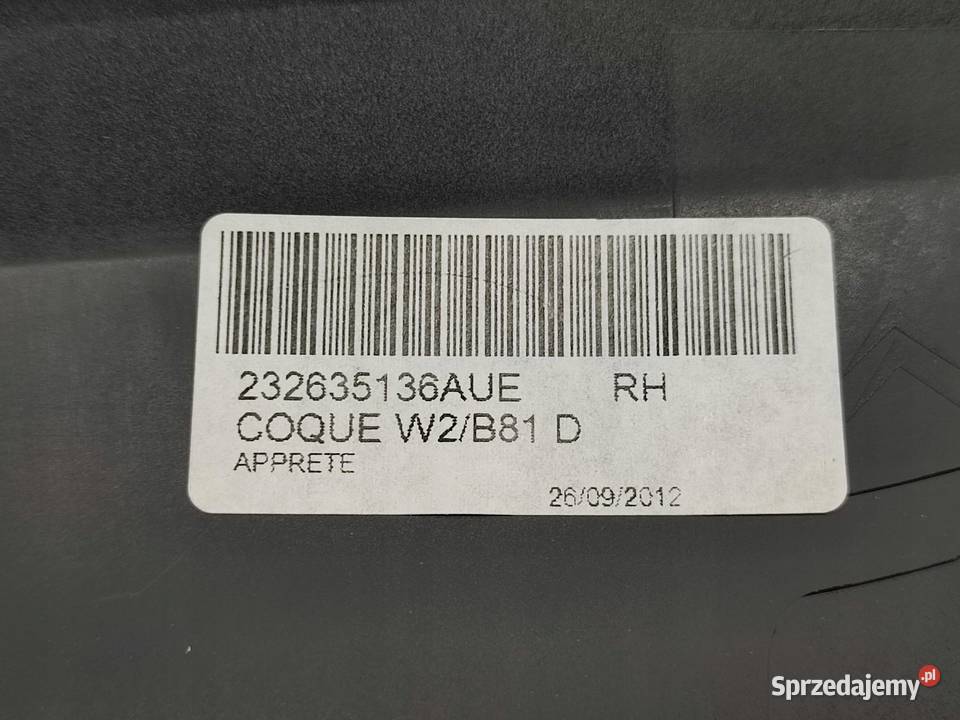 232635136AUE RH
COQUE W2/B81 D
APPRETE
26/09/2012
Sprzedajemy.pl